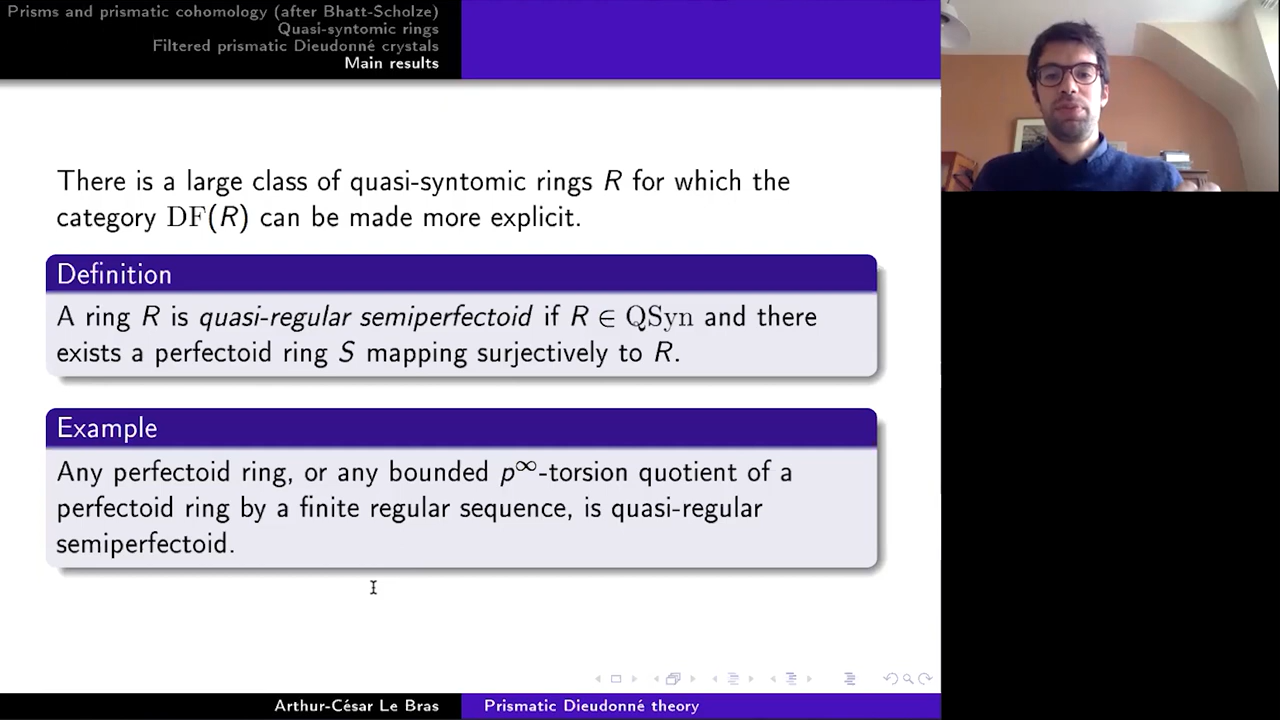 Prisms and prismatic cohomology (after Bhatt-Scholze)
Quasi-syntomic rings
Filtered prismatic Dieudonné crystals
Main results
There is a large class of quasi-syntomic rings R for which the
category DF(R) can be made more explicit.
Definition
A ring R is quasi-regular semiperfectoid if R ∈ QSyn and there
exists a perfectoid ring S mapping surjectively to R.
Example
Any perfectoid ring, or any bounded p^∞-torsion quotient of a
perfectoid ring by a finite regular sequence, is quasi-regular
semiperfectoid.
Arthur-César Le Bras
Prismatic Dieudonné theory